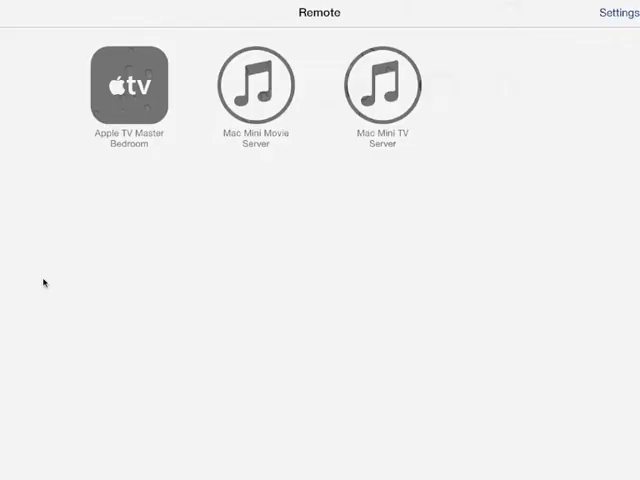 Remote
Settings
tv
Apple TV Master
Bedroom
Mac Mini Movie
Server
Mac Mini TV
Server